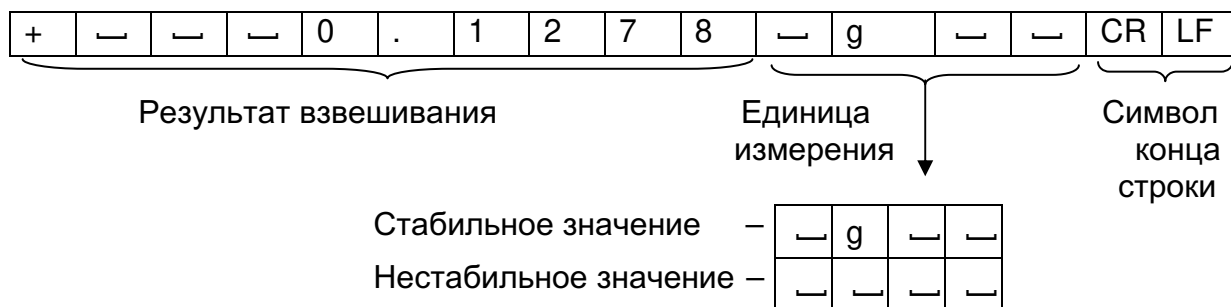 + ⎵ ⎵ ⎵ 0 . 1 2 7 8 ⎵ g ⎵ ⎵ CR LF
Результат взвешивания
Единица
измерения
Символ
конца
строки
Стабильное значение – ⎵ g ⎵ ⎵
Нестабильное значение – ⎵ ⎵ ⎵ ⎵